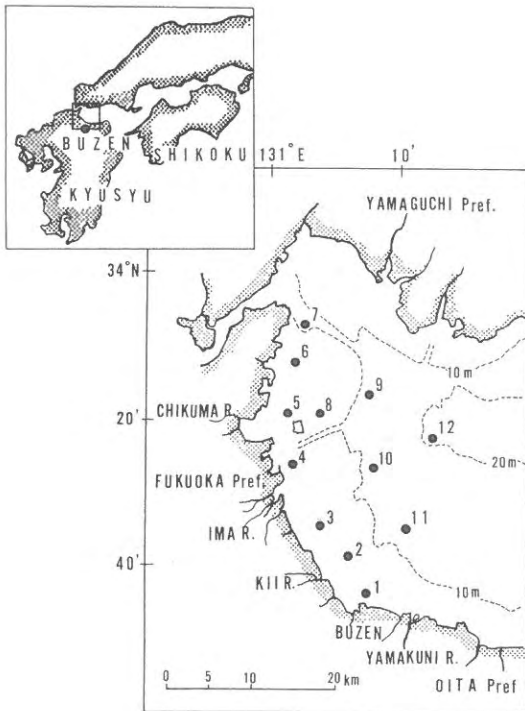 BUZEN
SHIKOKU
KYUSYU
131°E
10'
YAMAGUCHI Pref.
34°N
7
6
10m
9
5
8
CHIKUMA R.
20'
12
4
10
20m
FUKUOKA Pref.
3
11
IMA R.
2
40'
KII R.
1
10m
BUZEN
YAMAKUNI R.
OITA Pref
0 5 10 20 km